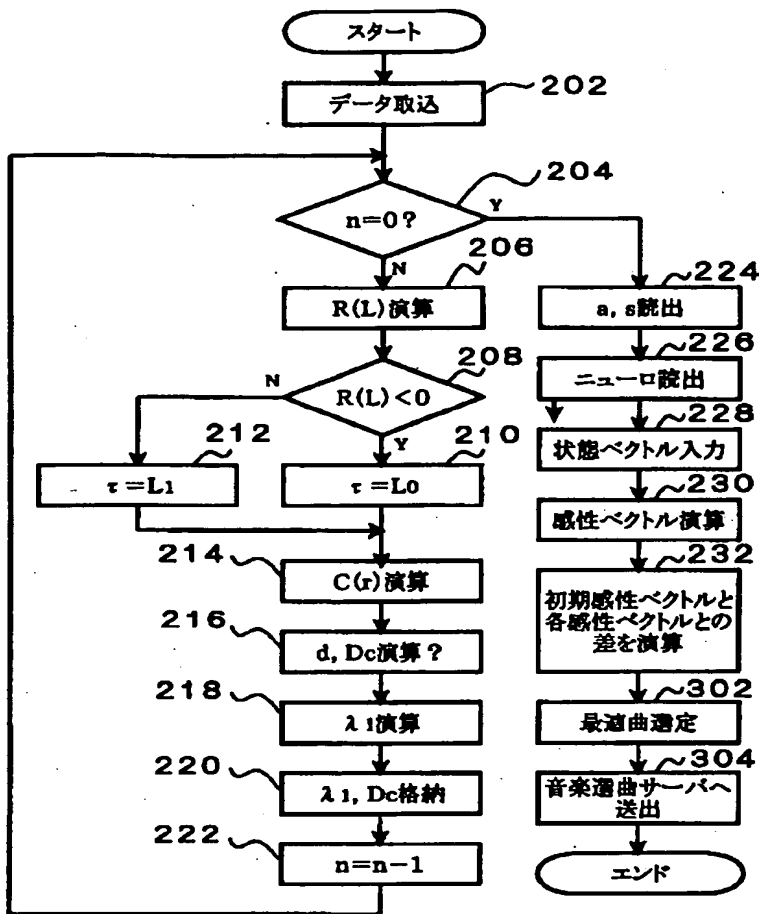 スタート
データ取込
202
204
n=0?
Y
N
206
R(L)演算
208
R(L)<0
N
Y
212
210
τ=L1
τ=L0
214
C(r)演算
216
d, Dc演算?
218
λ1演算
220
λ1, Dc格納
222
n=n-1
224
a, s読出
226
ニューロ読出
228
状態ベクトル入力
230
感性ベクトル演算
232
初期感性ベクトルと
各感性ベクトルとの
差を演算
302
最適曲選定
304
音楽選曲サーバへ
送出
エンド